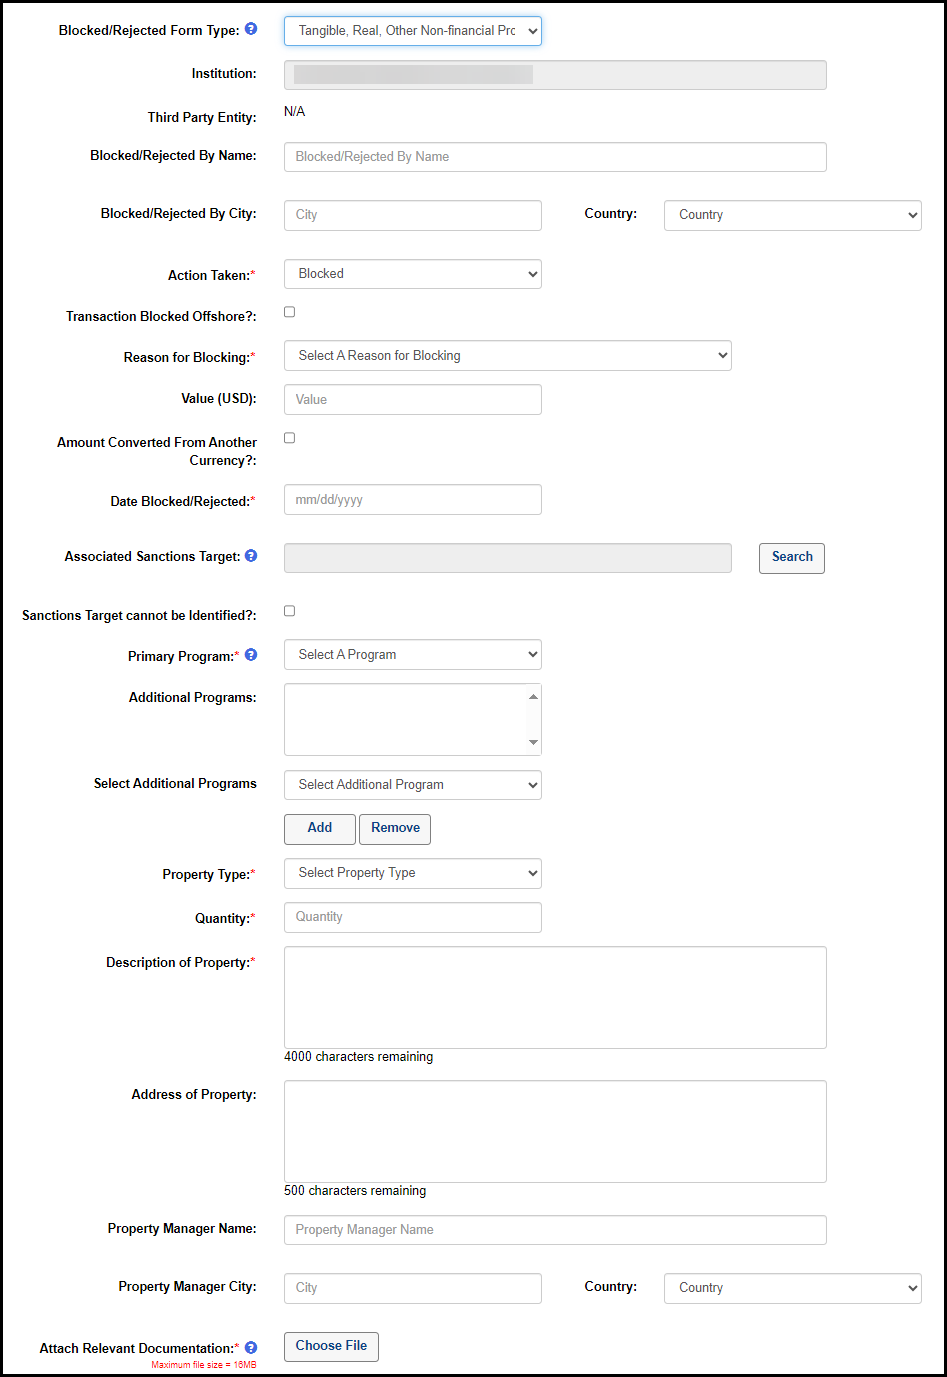 Blocked/Rejected Form Type: ? Tangible, Real, Other Non-financial Prc
Institution:
Third Party Entity: N/A
Blocked/Rejected By Name: Blocked/Rejected By Name
Blocked/Rejected By City: City Country: Country
Action Taken:* Blocked
Transaction Blocked Offshore?:
Reason for Blocking:* Select A Reason for Blocking
Value (USD): Value
Amount Converted From Another
Currency?:
Date Blocked/Rejected:* mm/dd/yyyy
Associated Sanctions Target: ? Search
Sanctions Target cannot be Identified?:
Primary Program:* ? Select A Program
Additional Programs:
Select Additional Programs Select Additional Program
Add Remove
Property Type:* Select Property Type
Quantity:* Quantity
Description of Property:*
4000 characters remaining
Address of Property:
500 characters remaining
Property Manager Name: Property Manager Name
Property Manager City: City Country: Country
Attach Relevant Documentation:* ? Choose File
Maximum file size = 16MB